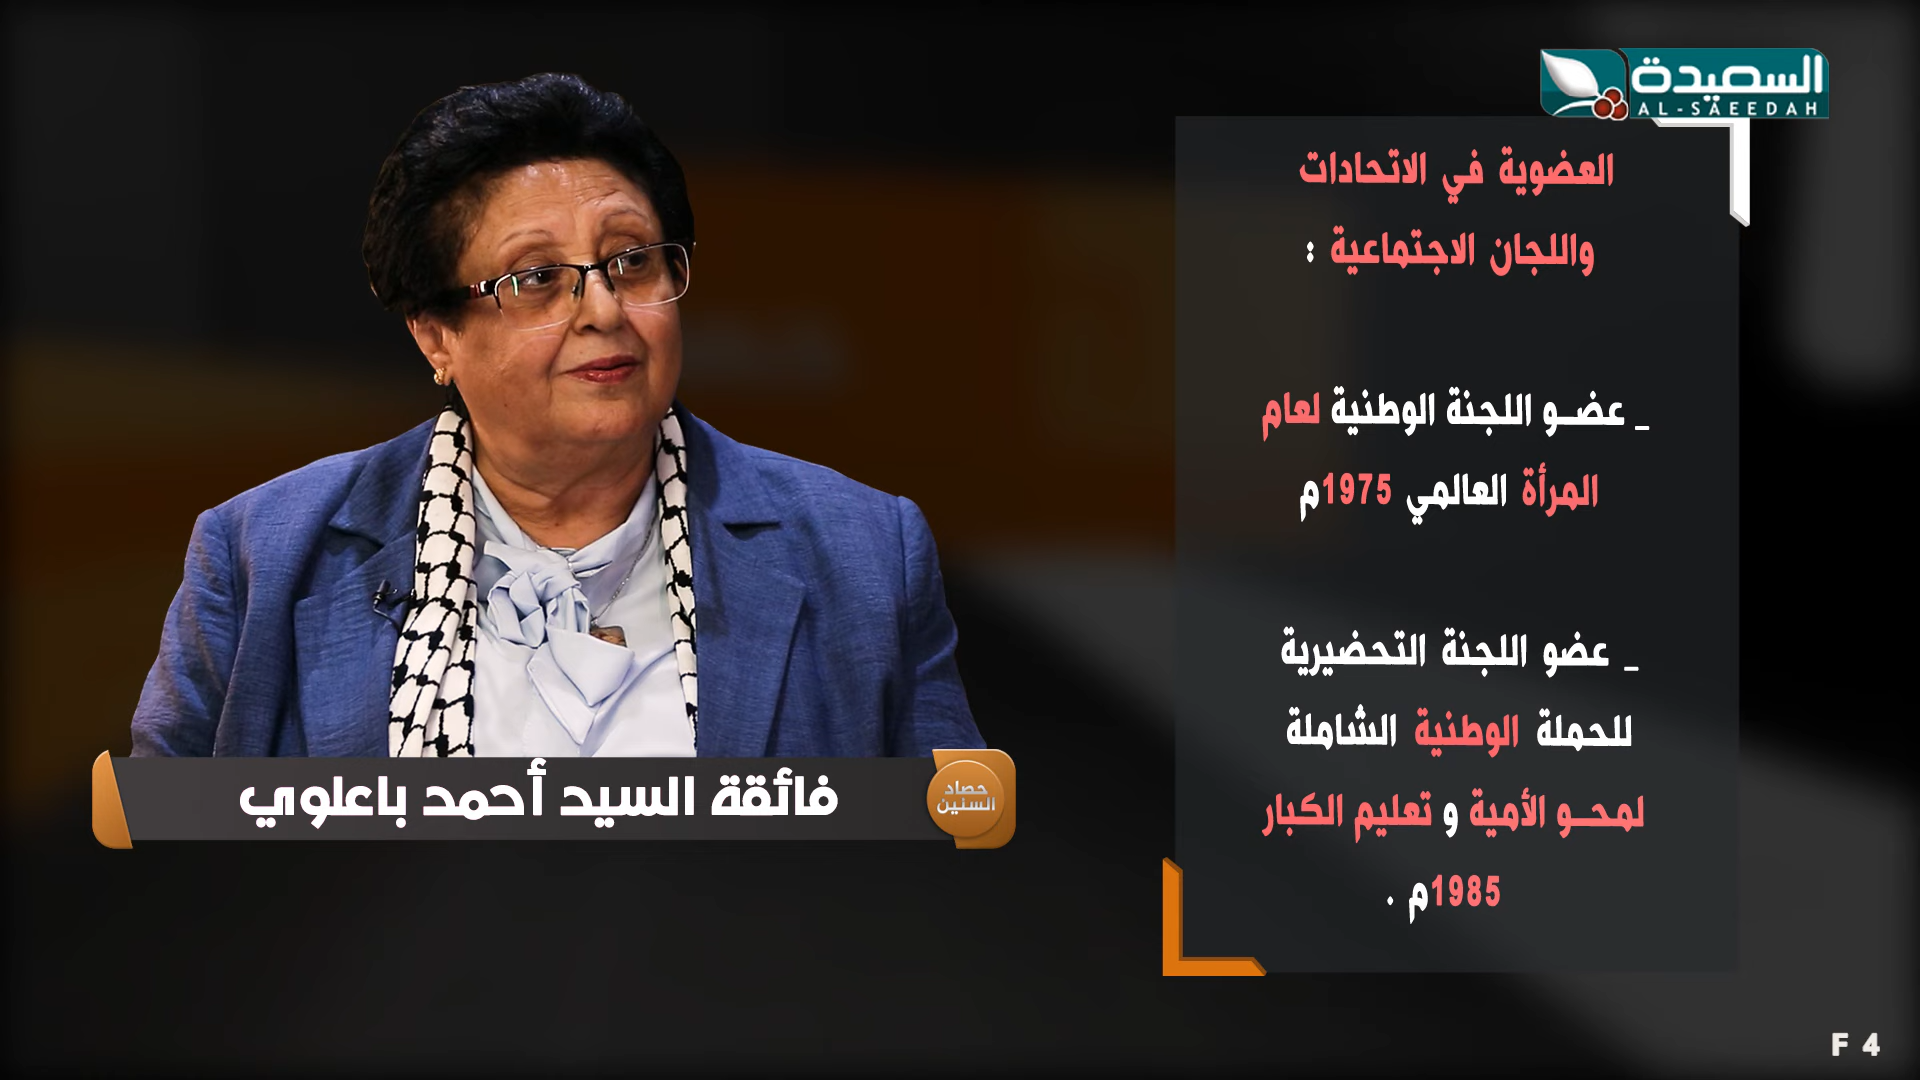 السعيدة
AL-SAEEDAH
العضوية في الاتحادات
واللجان الاجتماعية :
_ عضـو اللجنة الوطنية لعام
المرأة العالمي 1975م
_ عضو اللجنة التحضيرية
للحملة الوطنية الشاملة
لمحـو الأمية و تعليم الكبار
1985م .
فائقة السيد أحمد باعلوي
حصاد
السنين
F 4